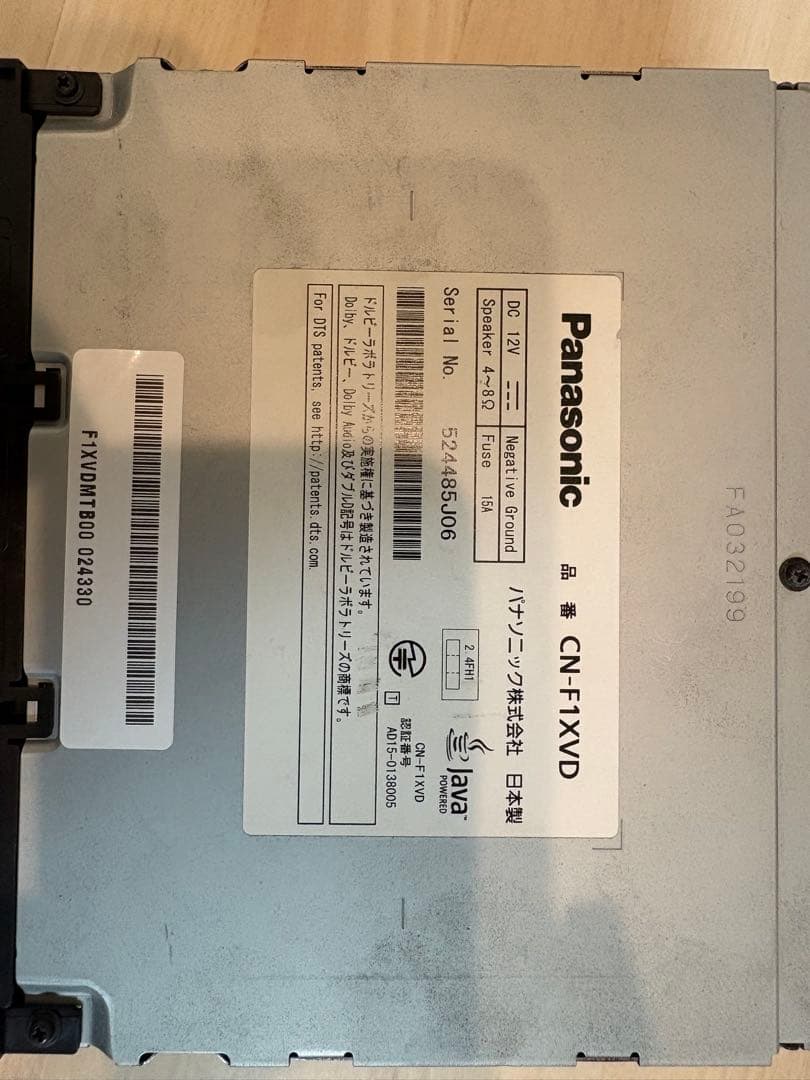 FA032199
Panasonic 品番 CN-F1XVD
DC 12V Negative Ground
Speaker 4~8Ω Fuse 15A
パナソニック株式会社 日本製
Serial No. 524485J06
2.4FH1
Java™
POWERED
T
CN-F1XVD
認証番号
AD15-0138005
ドルビーラボラトリーズからの実施権に基づき製造されています。
Dolby、ドルビー、Dolby Audio及びダブルD記号はドルビーラボラトリーズの商標です。
For DTS patents, see http://patents.dts.com.
F1XVDMTB00 024330